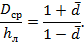 D_ср / h_л = (1 + d̄) / (1 − d̄).